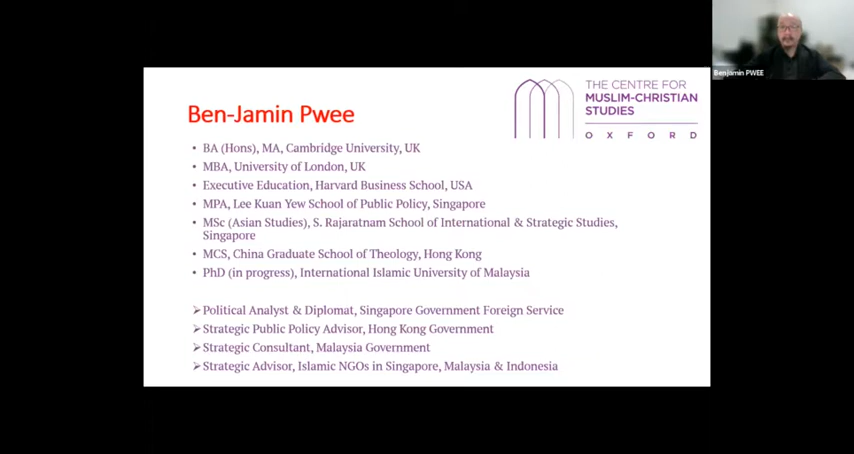 Benjamin PWEE
THE CENTRE FOR
MUSLIM-CHRISTIAN
STUDIES
OXFORD
Ben-Jamin Pwee
• BA (Hons), MA, Cambridge University, UK
• MBA, University of London, UK
• Executive Education, Harvard Business School, USA
• MPA, Lee Kuan Yew School of Public Policy, Singapore
• MSc (Asian Studies), S. Rajaratnam School of International & Strategic Studies,
Singapore
• MCS, China Graduate School of Theology, Hong Kong
• PhD (in progress), International Islamic University of Malaysia
➢ Political Analyst & Diplomat, Singapore Government Foreign Service
➢ Strategic Public Policy Advisor, Hong Kong Government
➢ Strategic Consultant, Malaysia Government
➢ Strategic Advisor, Islamic NGOs in Singapore, Malaysia & Indonesia